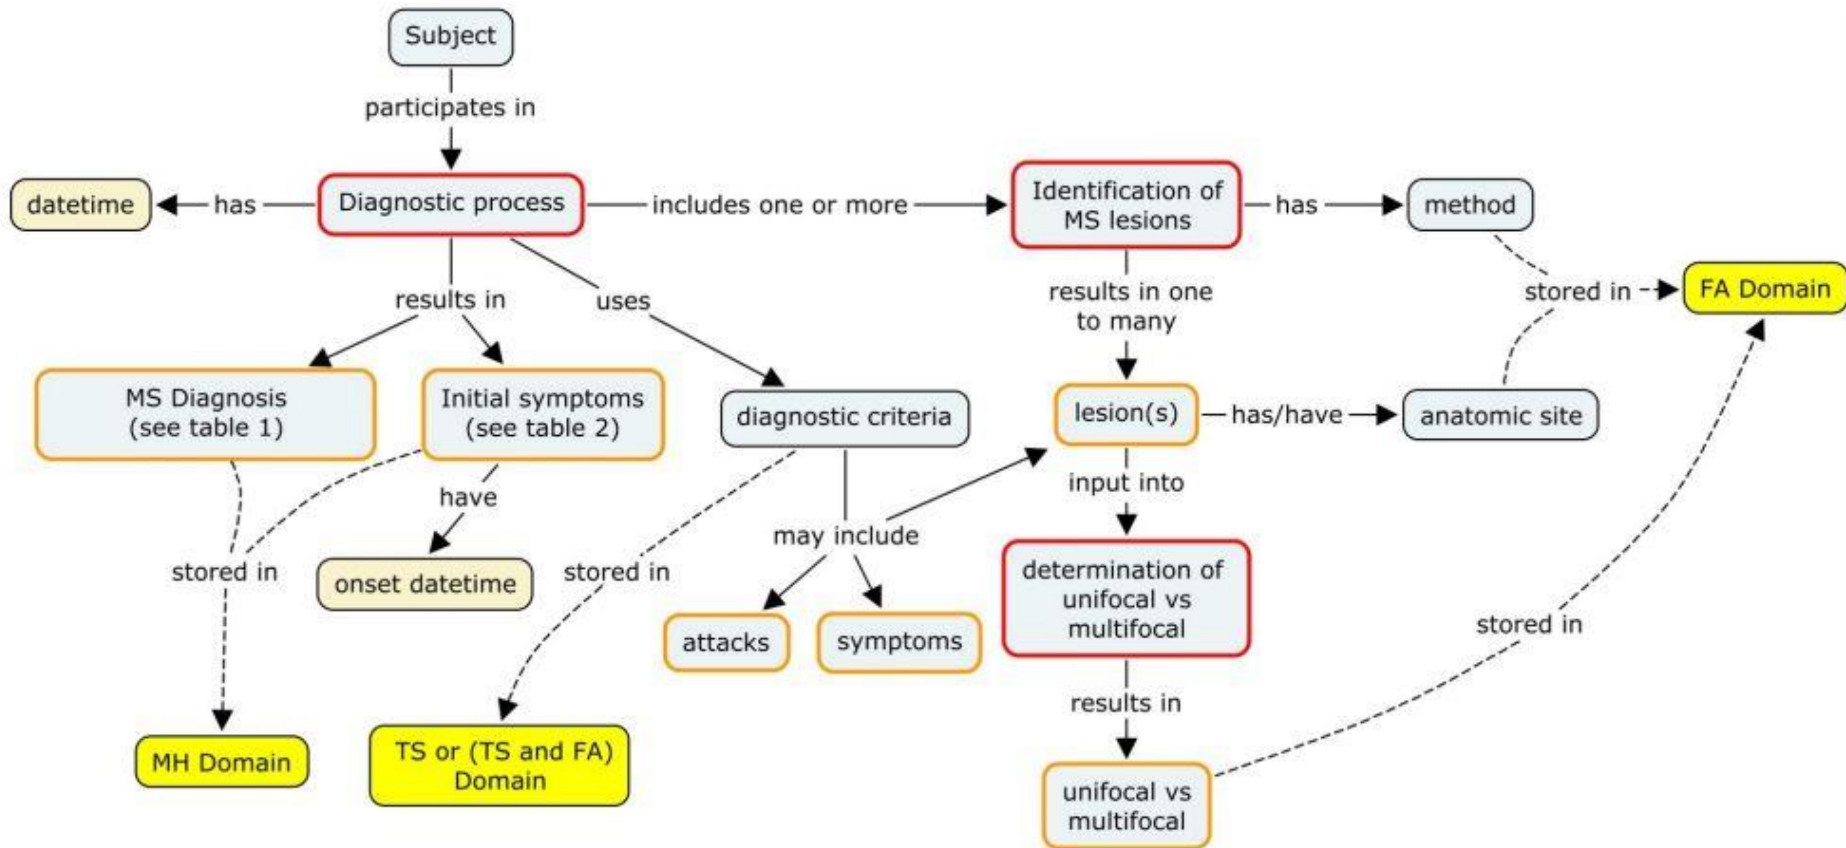 Subject
participates in
datetime
has
Diagnostic process
includes one or more
Identification of
MS lesions
has
method
results in
uses
results in one
to many
stored in
FA Domain
MS Diagnosis
(see table 1)
Initial symptoms
(see table 2)
diagnostic criteria
lesion(s)
has/have
anatomic site
have
input into
may include
stored in
onset datetime
stored in
determination of
unifocal vs
multifocal
attacks
symptoms
stored in
results in
MH Domain
TS or (TS and FA)
Domain
unifocal vs
multifocal